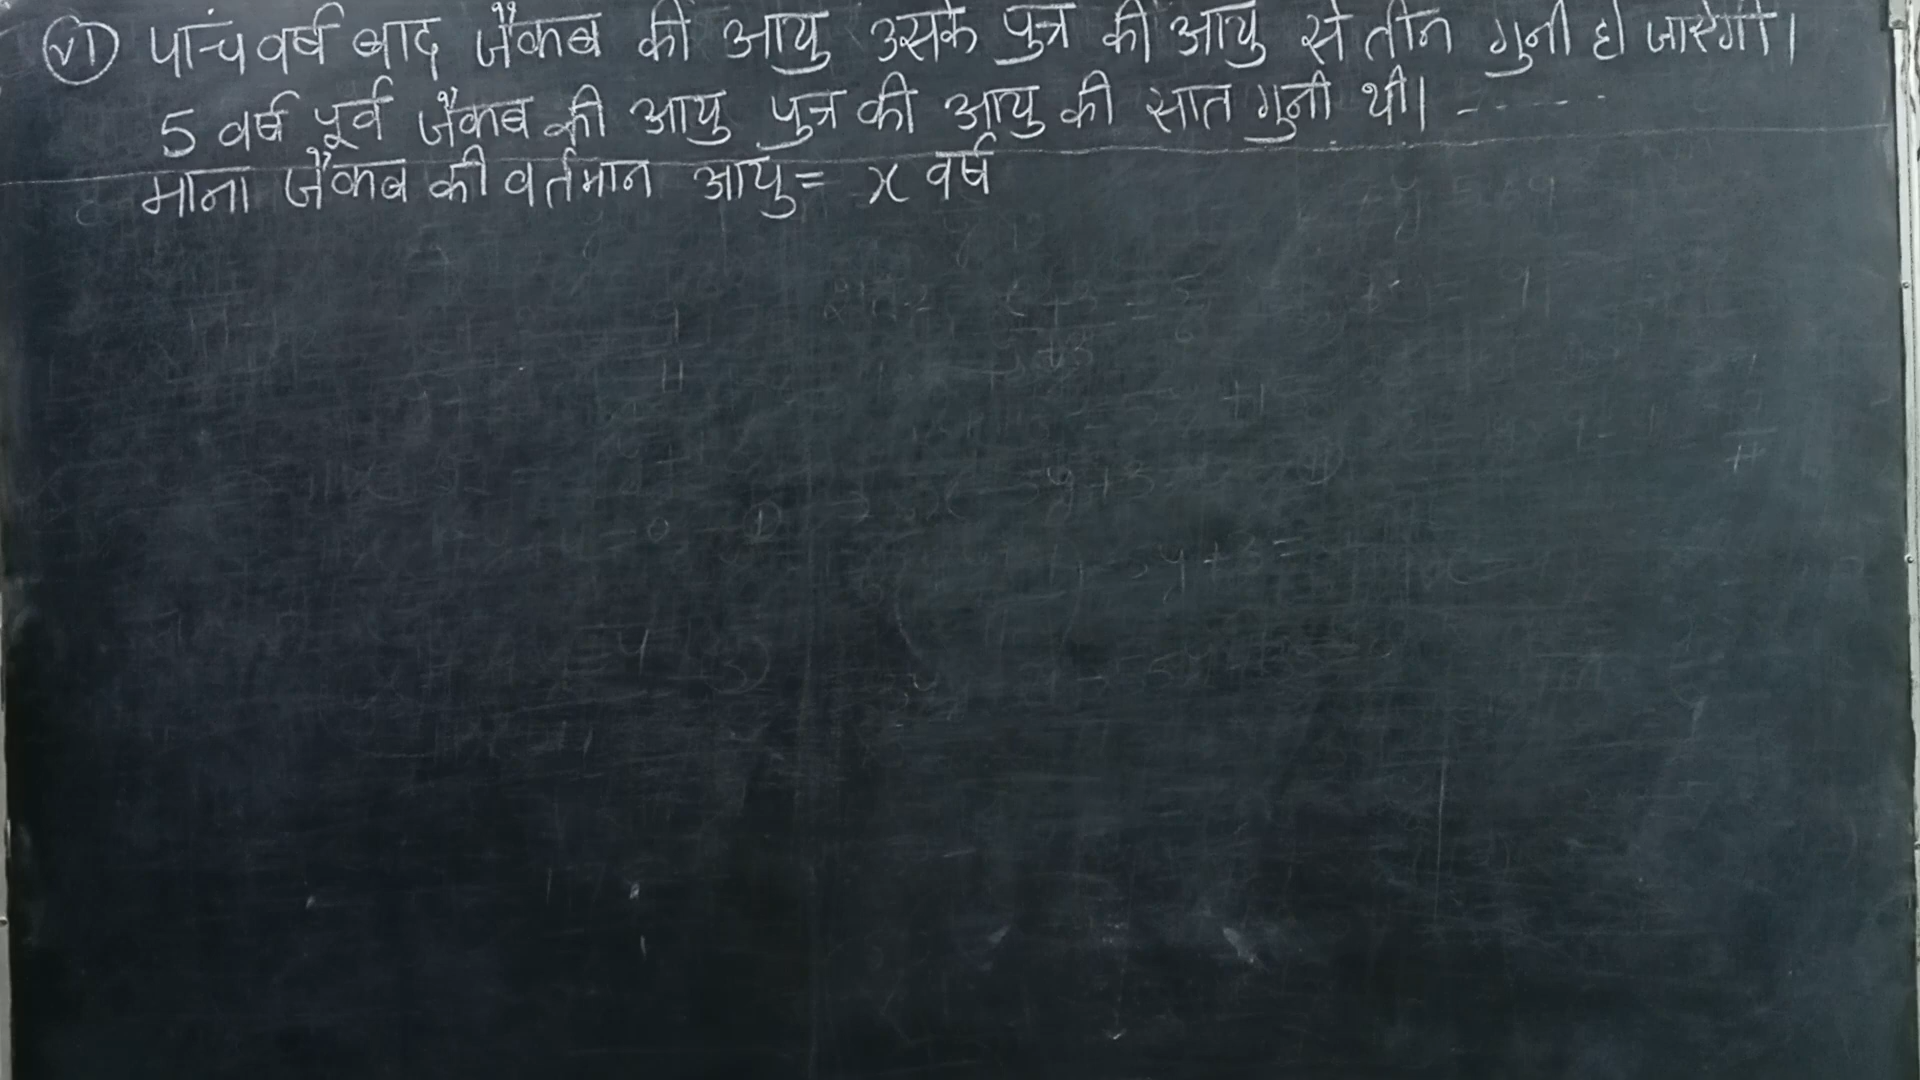 (vi) पांच वर्ष बाद जैकब की आयु उसके पुत्र की आयु से तीन गुनी हो जाएगी।
5 वर्ष पूर्व जैकब की आयु पुत्र की आयु की सात गुनी थी। - - - - -
माना जैकब की वर्तमान आयु = x वर्ष